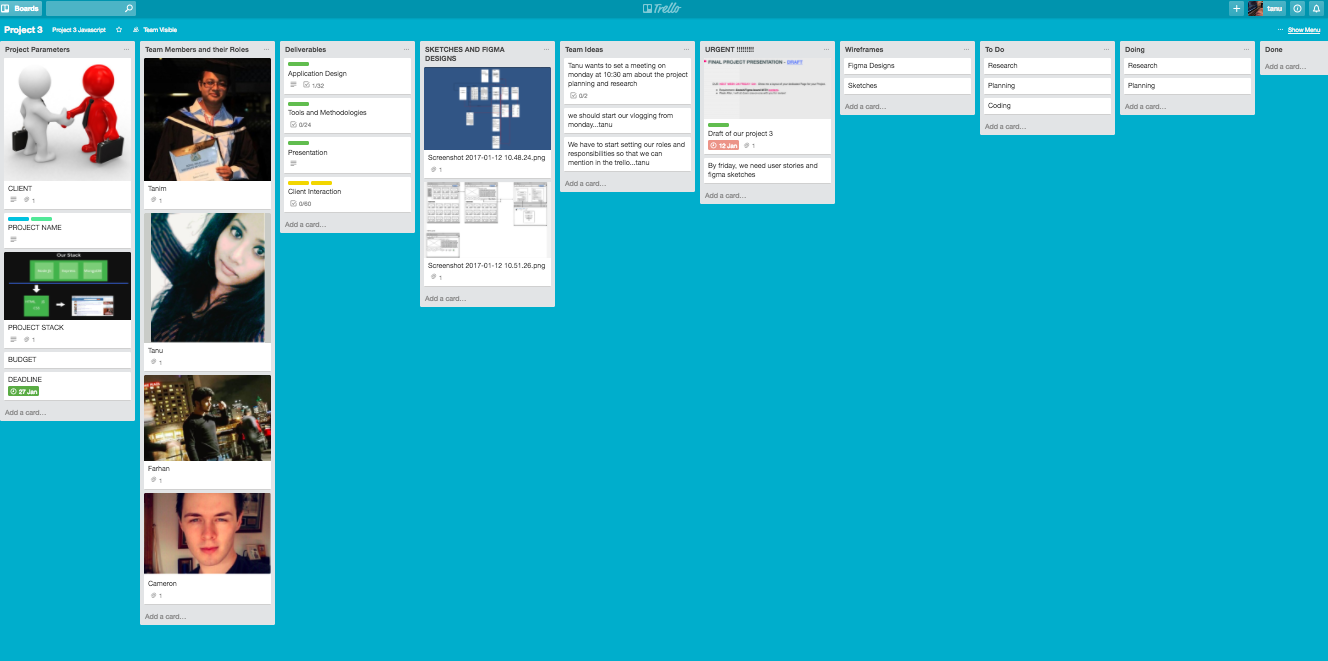 Boards
Trello
tanu
Project 3
Project 3 Javascript
Team Visible
Show Menu
Project Parameters
CLIENT
1
PROJECT NAME
Our Stack
PROJECT STACK
1
BUDGET
DEADLINE
27 Jan
Add a card...
Team Members and their Roles
Tanim
1
Tanu
1
Farhan
1
Cameron
1
Add a card...
Deliverables
Application Design
1/32
Tools and Methodologies
0/24
Presentation
Client Interaction
0/60
Add a card...
SKETCHES AND FIGMA
DESIGNS
Screenshot 2017-01-12 10.48.24.png
1
Screenshot 2017-01-12 10.51.26.png
1
Add a card...
Team Ideas
Tanu wants to set a meeting on
monday at 10:30 am about the project
planning and research
0/2
we should start our vlogging from
monday...tanu
We have to start setting our roles and
responsibilities so that we can
mention in the trello...tanu
Add a card...
URGENT !!!!!!!!!
FINAL PROJECT PRESENTATION - DRAFT
Draft of our project 3
12 Jan
1
By friday, we need user stories and
figma sketches
Add a card...
Wireframes
Figma Designs
Sketches
Add a card...
To Do
Research
Planning
Coding
Add a card...
Doing
Research
Planning
Add a card...
Done
Add a card...